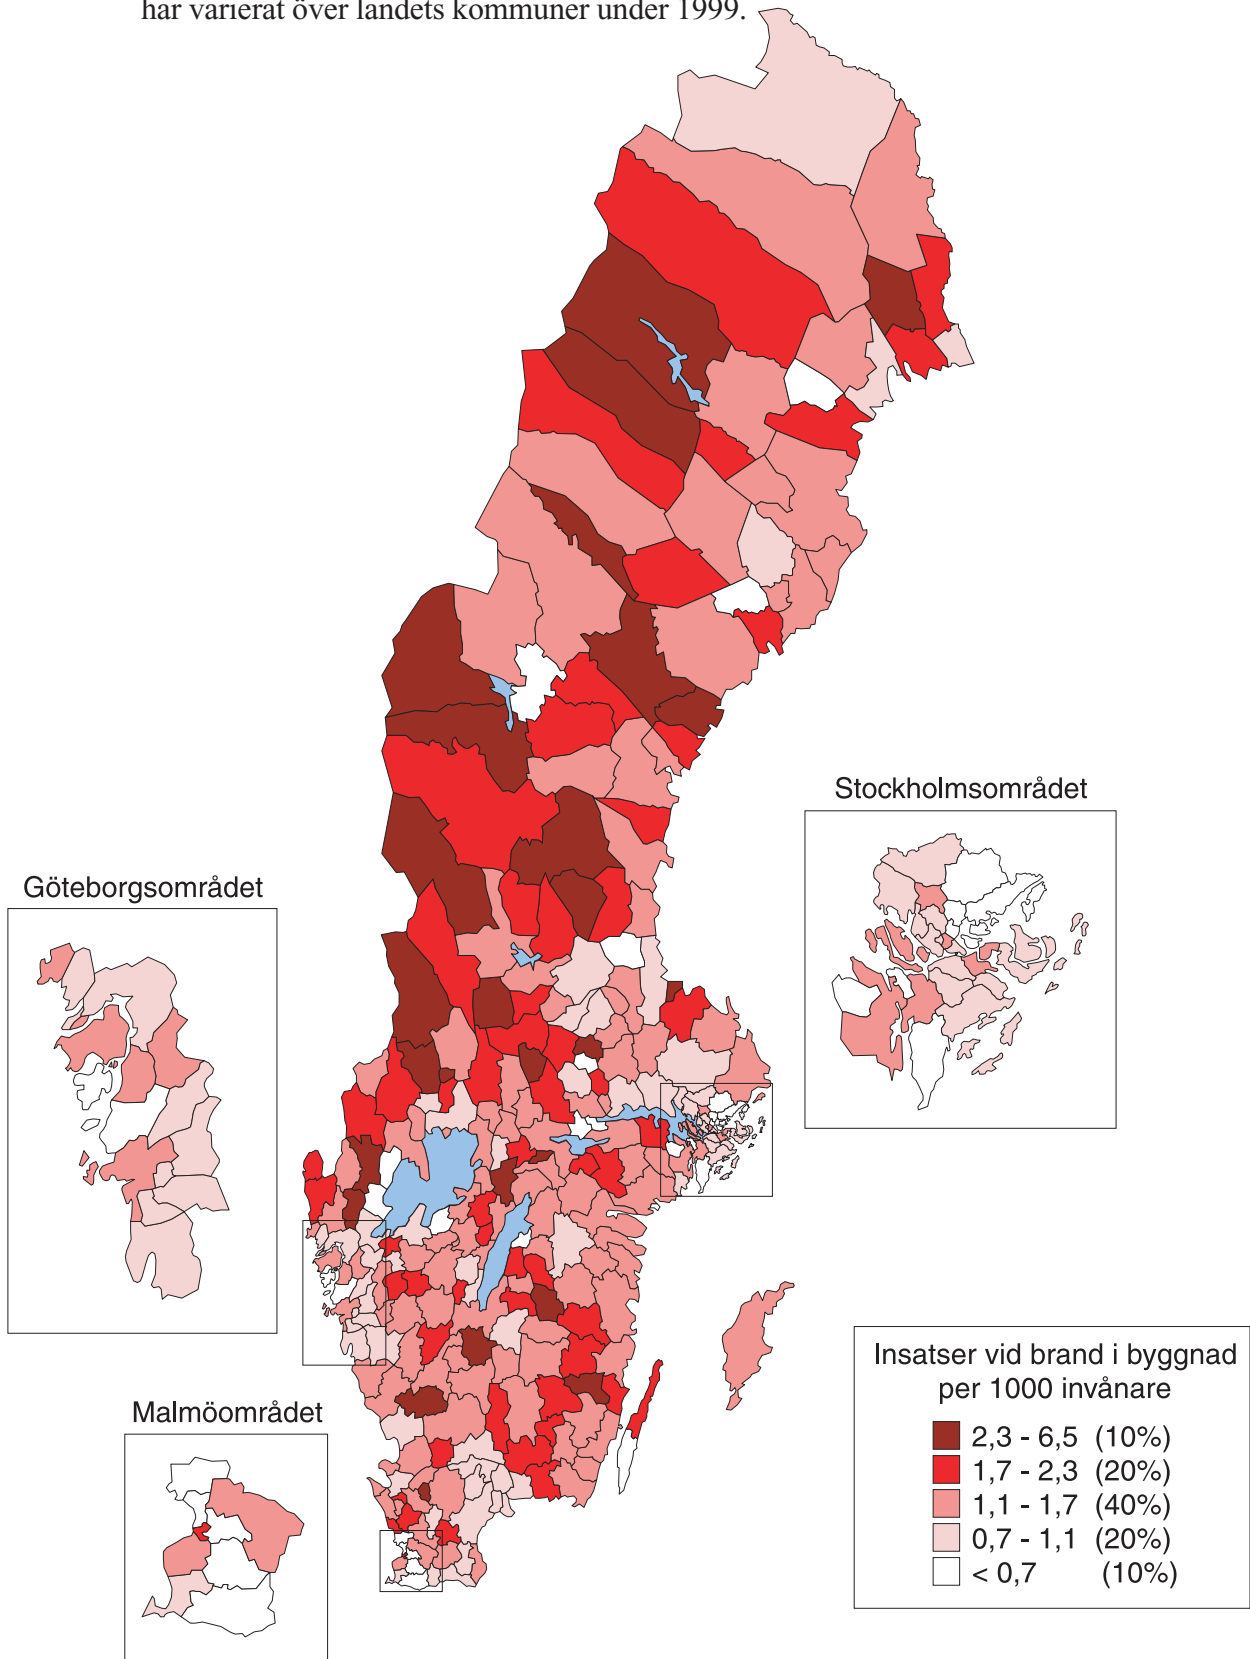 har varierat över landets kommuner under 1999.
Stockholmsområdet
Göteborgsområdet
Malmöområdet
Insatser vid brand i byggnad
per 1000 invånare
2,3 - 6,5 (10%)
1,7 - 2,3 (20%)
1,1 - 1,7 (40%)
0,7 - 1,1 (20%)
< 0,7 (10%)